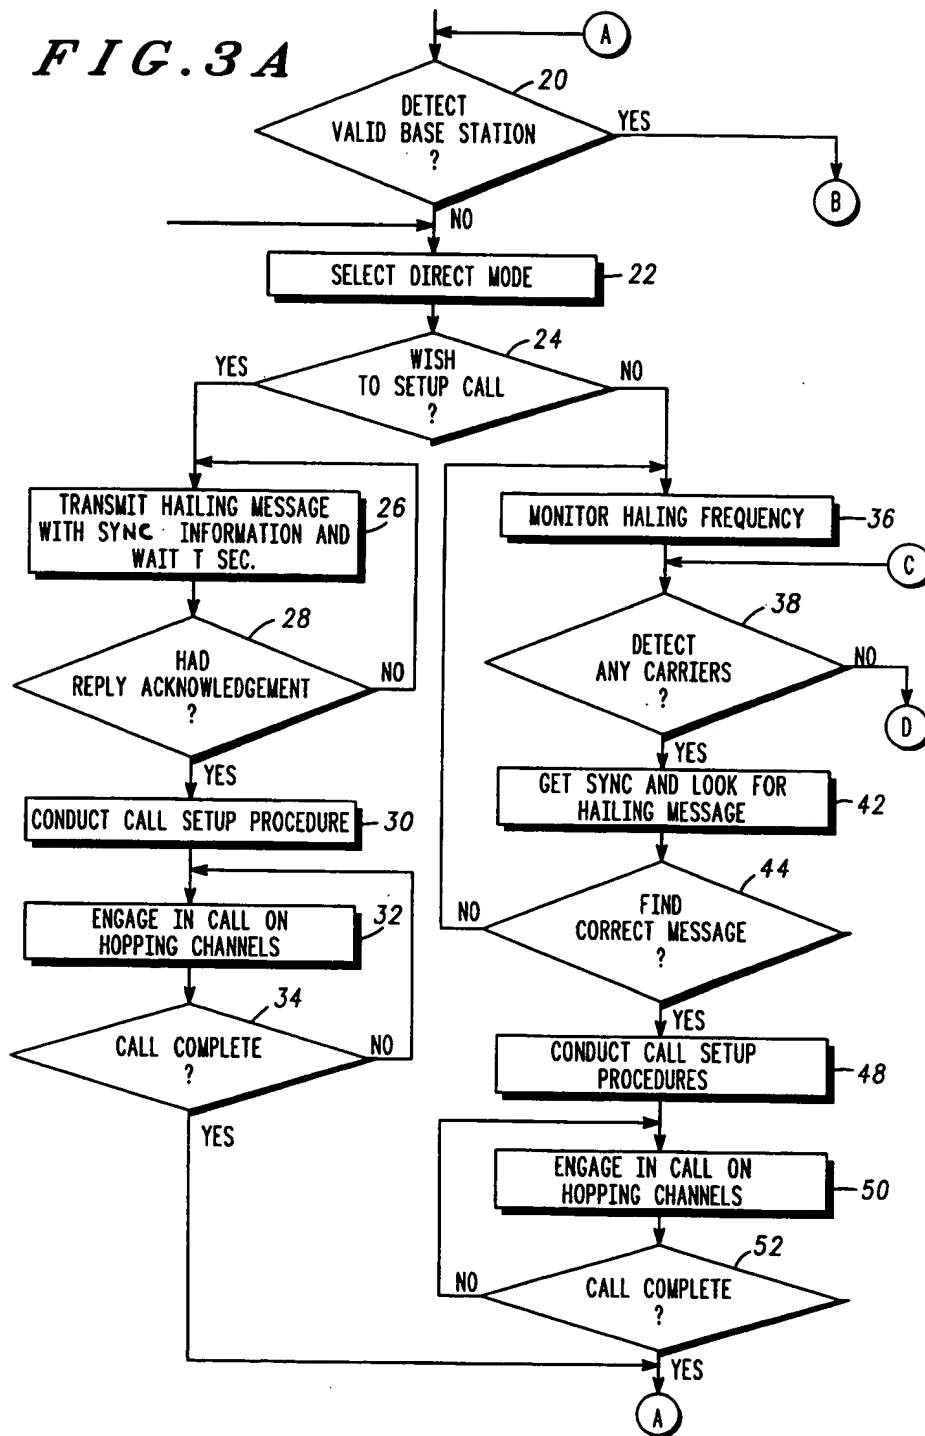 FIG.3A
A
20
DETECT
VALID BASE STATION
?
YES
B
NO
SELECT DIRECT MODE
22
24
WISH
TO SETUP CALL
?
YES
NO
TRANSMIT HAILING MESSAGE
WITH SYNC INFORMATION AND
WAIT T SEC.
26
28
HAD
REPLY ACKNOWLEDGEMENT
?
NO
YES
CONDUCT CALL SETUP PROCEDURE
30
ENGAGE IN CALL ON
HOPPING CHANNELS
32
34
CALL COMPLETE
?
NO
YES
MONITOR HALING FREQUENCY
36
C
38
DETECT
ANY CARRIERS
?
NO
D
YES
GET SYNC AND LOOK FOR
HAILING MESSAGE
42
44
FIND
CORRECT MESSAGE
?
NO
YES
CONDUCT CALL SETUP
PROCEDURES
48
ENGAGE IN CALL ON
HOPPING CHANNELS
50
52
CALL COMPLETE
?
NO
YES
A